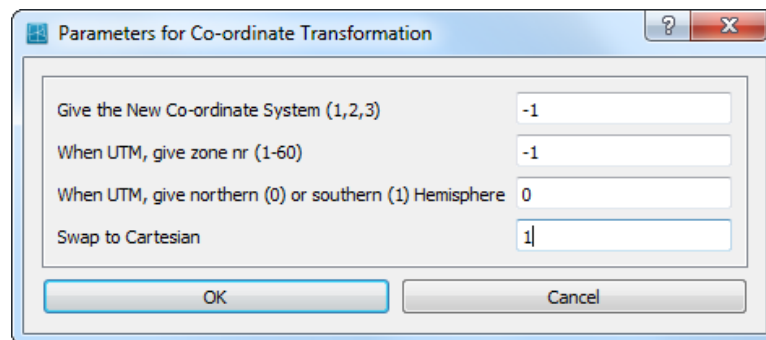 Parameters for Co-ordinate Transformation
Give the New Co-ordinate System (1,2,3) -1
When UTM, give zone nr (1-60) -1
When UTM, give northern (0) or southern (1) Hemisphere 0
Swap to Cartesian 1
OK Cancel